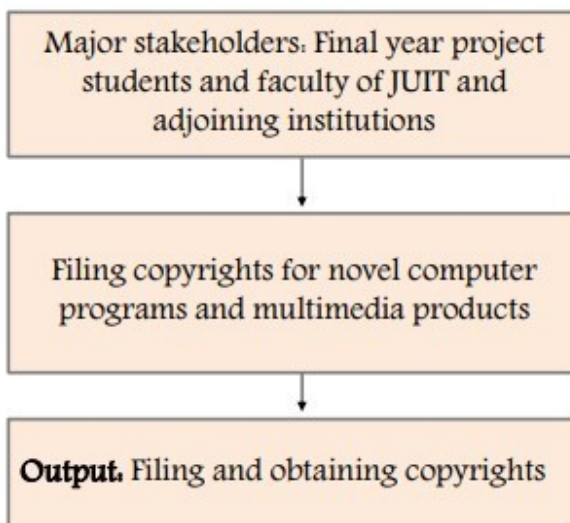 Major stakeholders: Final year project
students and faculty of JUIT and
adjoining institutions
Filing copyrights for novel computer
programs and multimedia products
Output: Filing and obtaining copyrights